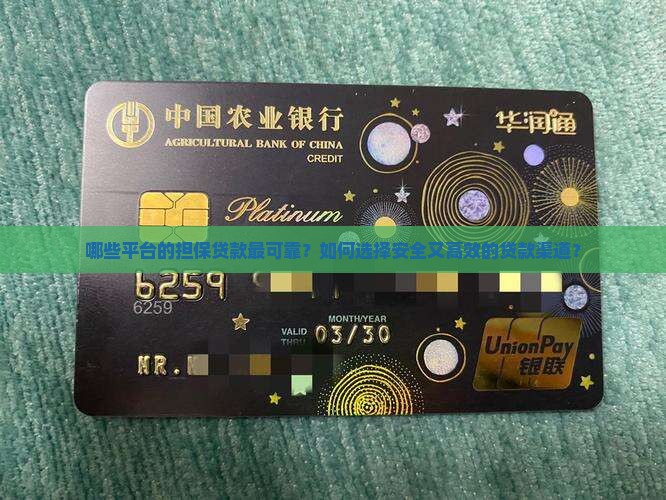 中国农业银行
AGRICULTURAL BANK OF CHINA
CREDIT
华润通
Platinum
哪些平台的担保贷款最可靠？如何选择安全又高效的贷款渠道？
6259
6259
MONTH/YEAR
VALID THRU 03/30
MR.
UnionPay
银联